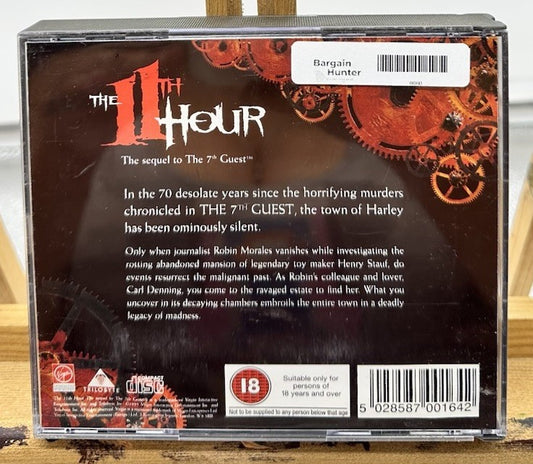 Bargain
Hunter
THE 11TH HOUR
The sequel to The 7th Guest™
In the 70 desolate years since the horrifying murders
chronicled in THE 7TH GUEST, the town of Harley
has been ominously silent.
Only when journalist Robin Morales vanishes while investigating the
rotting abandoned mansion of legendary toy maker Henry Stauf, do
events resurrect the malignant past. As Robin's colleague and lover,
Carl Denning, you come to the ravaged estate to find her. What you
uncover in its decaying chambers embroils the entire town in a deadly
legacy of madness.
Virgin
TRILOBYTE
COMPACT
disc
18
Suitable only for
persons of
18 years and over
Not to be supplied to any person below that age
5 028587 001642